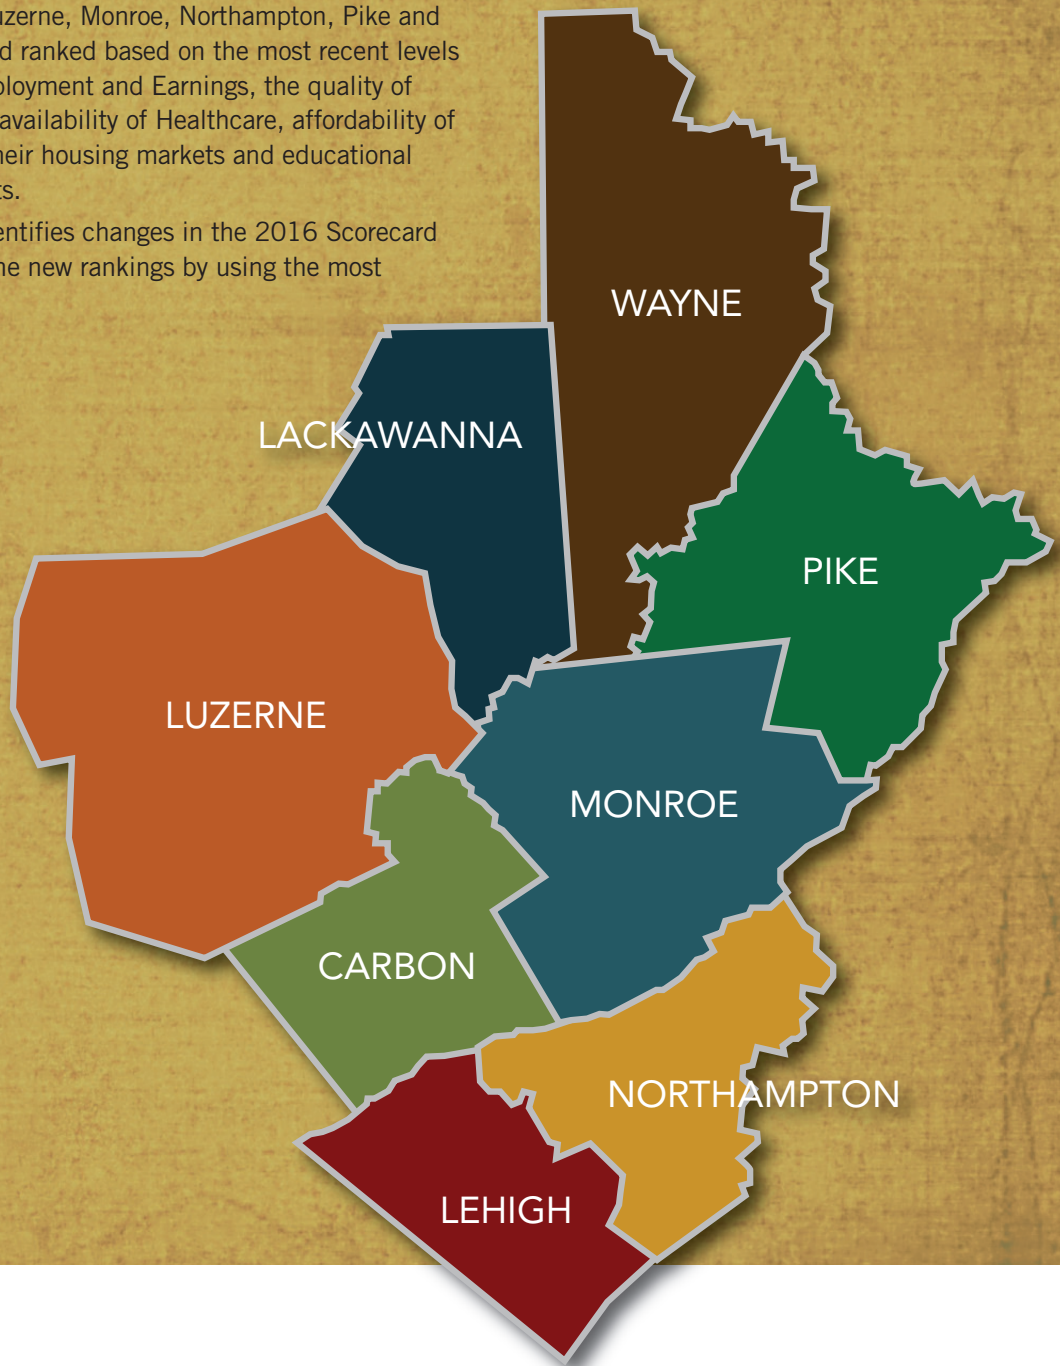 uzerne, Monroe, Northampton, Pike and
d ranked based on the most recent levels
ployment and Earnings, the quality of
availability of Healthcare, affordability of
heir housing markets and educational
ts.
entifies changes in the 2016 Scorecard
he new rankings by using the most
WAYNE
LACKAWANNA
PIKE
LUZERNE
MONROE
CARBON
NORTHAMPTON
LEHIGH